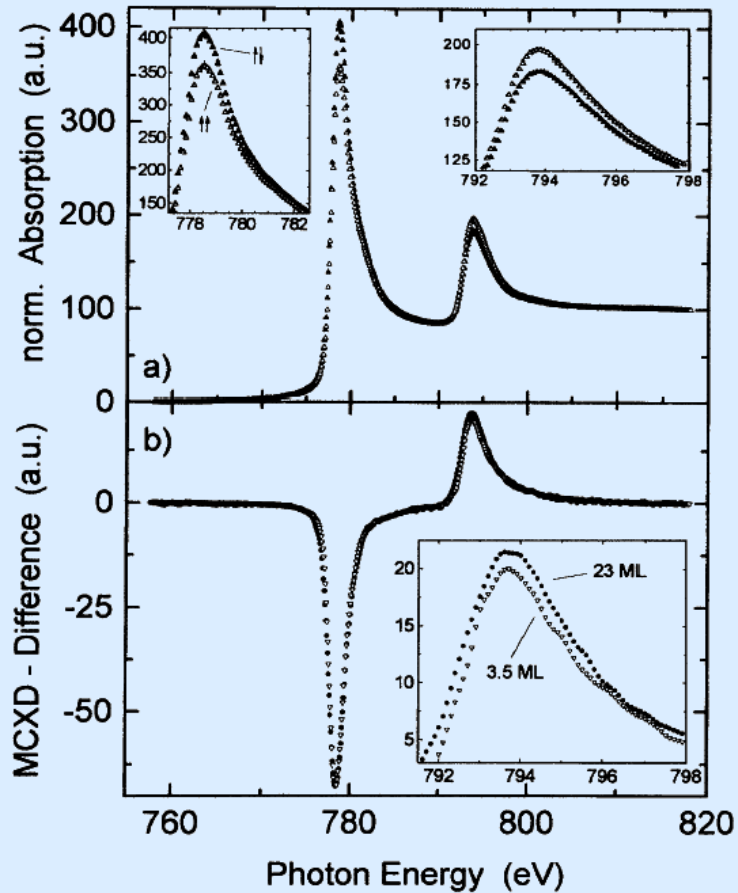 norm. Absorption (a.u.)
400
300
200
100
0
a)
400
350
300
250
200
150
778 780 782
↑↓
↑↑
200
175
150
125
792 794 796 798
MCXD - Difference (a.u.)
b)
0
-25
-50
20
15
10
5
792 794 796 798
23 ML
3.5 ML
760 780 800 820
Photon Energy (eV)